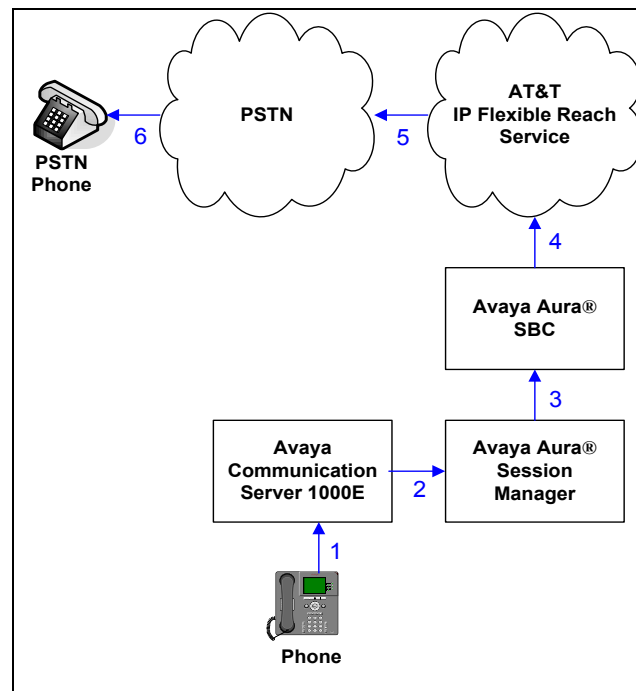 PSTN
AT&T
IP Flexible Reach
Service
6
5
PSTN
Phone
4
Avaya Aura®
SBC
3
Avaya
Communication
Server 1000E
2
Avaya Aura®
Session
Manager
1
Phone